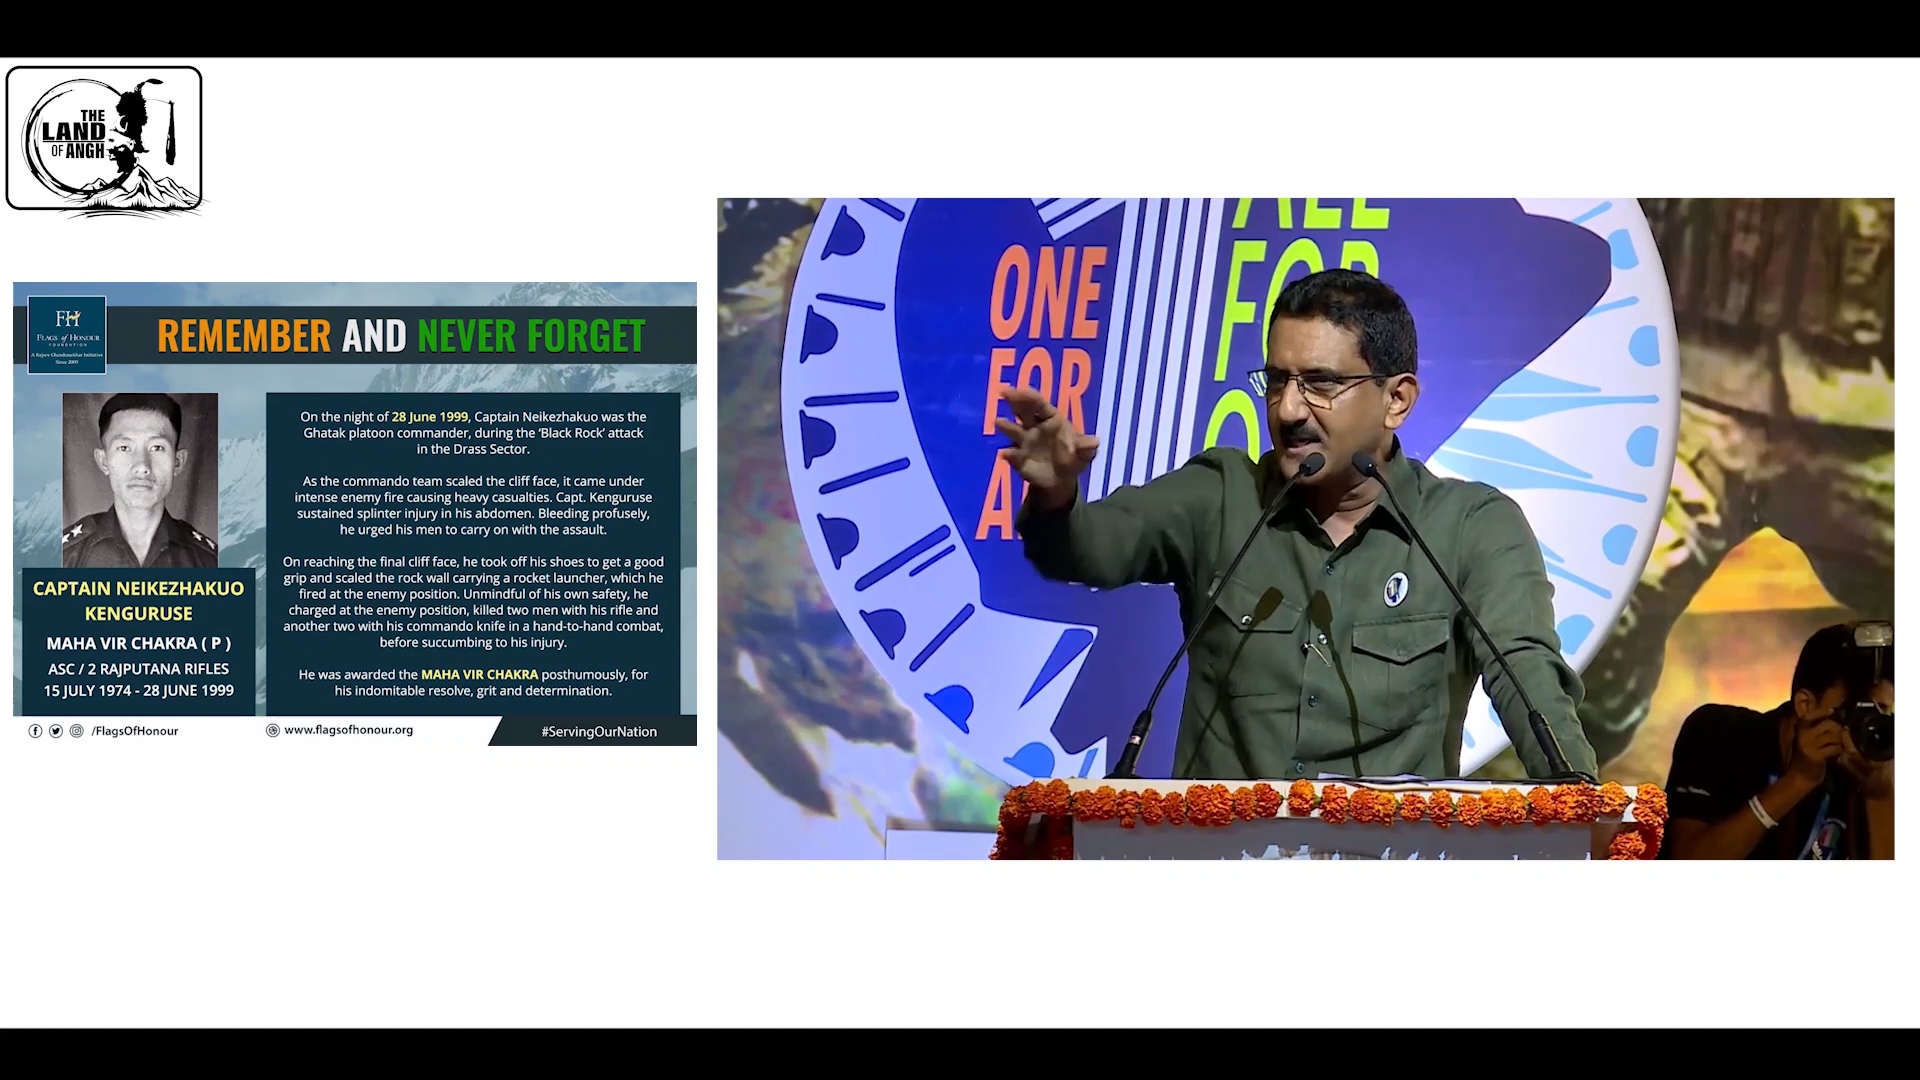 THE
LAND
OF ANGH
FH
FLAGS of HONOUR
FOUNDATION
A Rajeev Chandrasekhar Initiative
Since 2009
REMEMBER AND NEVER FORGET
CAPTAIN NEIKEZHAKUO
KENGURUSE
MAHA VIR CHAKRA ( P )
ASC / 2 RAJPUTANA RIFLES
15 JULY 1974 - 28 JUNE 1999
On the night of 28 June 1999, Captain Neikezhakuo was the
Ghatak platoon commander, during the ‘Black Rock’ attack
in the Drass Sector.
As the commando team scaled the cliff face, it came under
intense enemy fire causing heavy casualties. Capt. Kenguruse
sustained splinter injury in his abdomen. Bleeding profusely,
he urged his men to carry on with the assault.
On reaching the final cliff face, he took off his shoes to get a good
grip and scaled the rock wall carrying a rocket launcher, which he
fired at the enemy position. Unmindful of his own safety, he
charged at the enemy position, killed two men with his rifle and
another two with his commando knife in a hand-to-hand combat,
before succumbing to his injury.
He was awarded the MAHA VIR CHAKRA posthumously, for
his indomitable resolve, grit and determination.
/FlagsOfHonour
www.flagsofhonour.org
#ServingOurNation
ONE
FOR
ALL
FOR
Canon